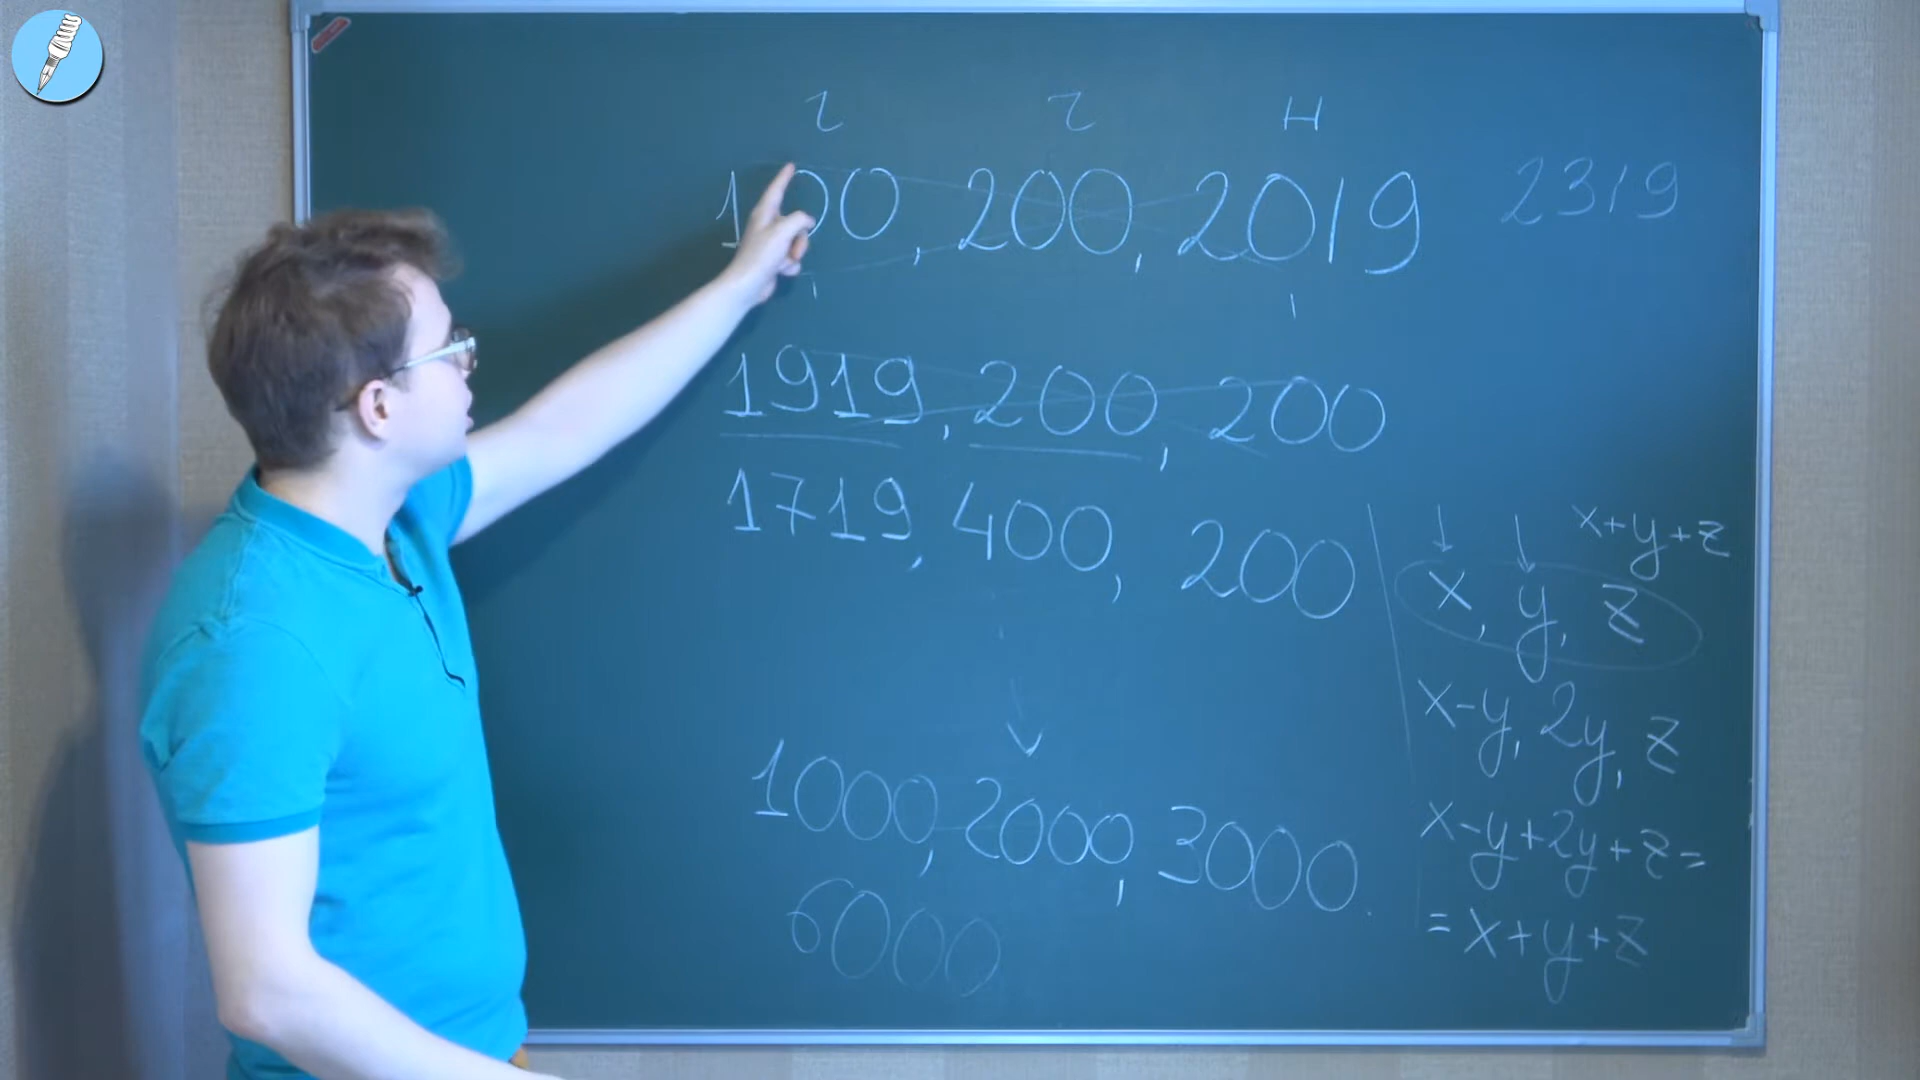 ч ч н
100, 200, 2019
2319
1919, 200, 200
1719, 400, 200
1000, 2000, 3000
6000
x+y+z
x, y, z
x-y, 2y, z
x-y+2y+z=
=x+y+z